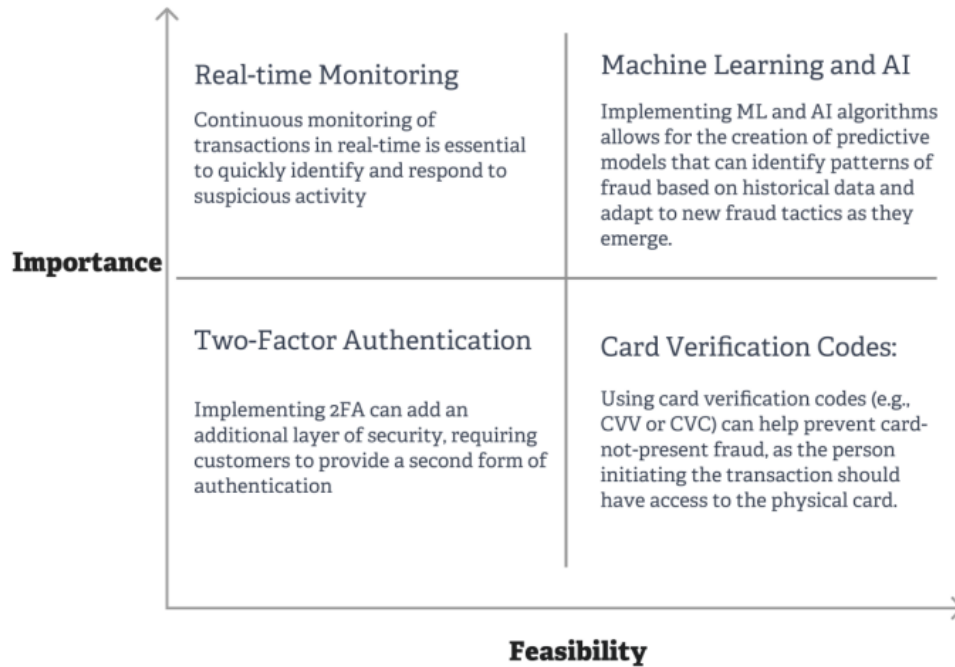 Real-time Monitoring
Continuous monitoring of
transactions in real-time is essential
to quickly identify and respond to
suspicious activity
Machine Learning and AI
Implementing ML and AI algorithms
allows for the creation of predictive
models that can identify patterns of
fraud based on historical data and
adapt to new fraud tactics as they
emerge.
Importance
Two-Factor Authentication
Implementing 2FA can add an
additional layer of security, requiring
customers to provide a second form of
authentication
Card Verification Codes:
Using card verification codes (e.g.,
CVV or CVC) can help prevent card-
not-present fraud, as the person
initiating the transaction should
have access to the physical card.
Feasibility